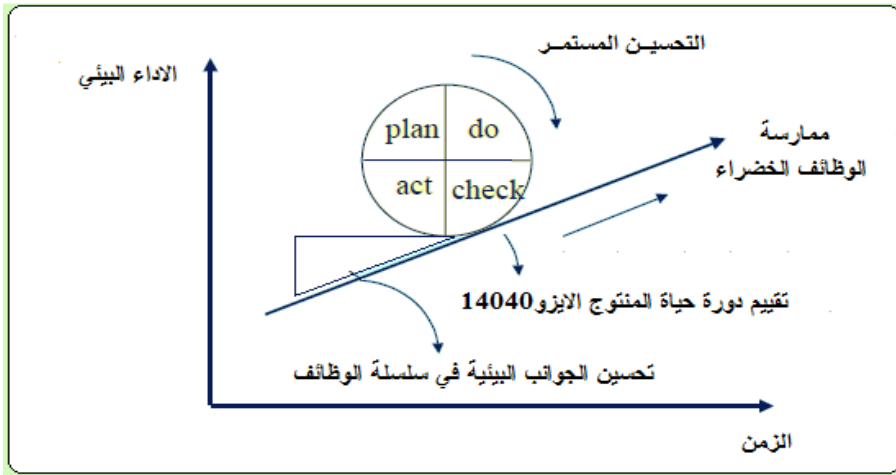 التحسيـن المستمـر
الاداء البيئي
plan
do
act
check
ممارسة
الوظائف الخضراء
تقييم دورة حياة المنتوج الايزو14040
تحسين الجوانب البيئية في سلسلة الوظائف
الزمن